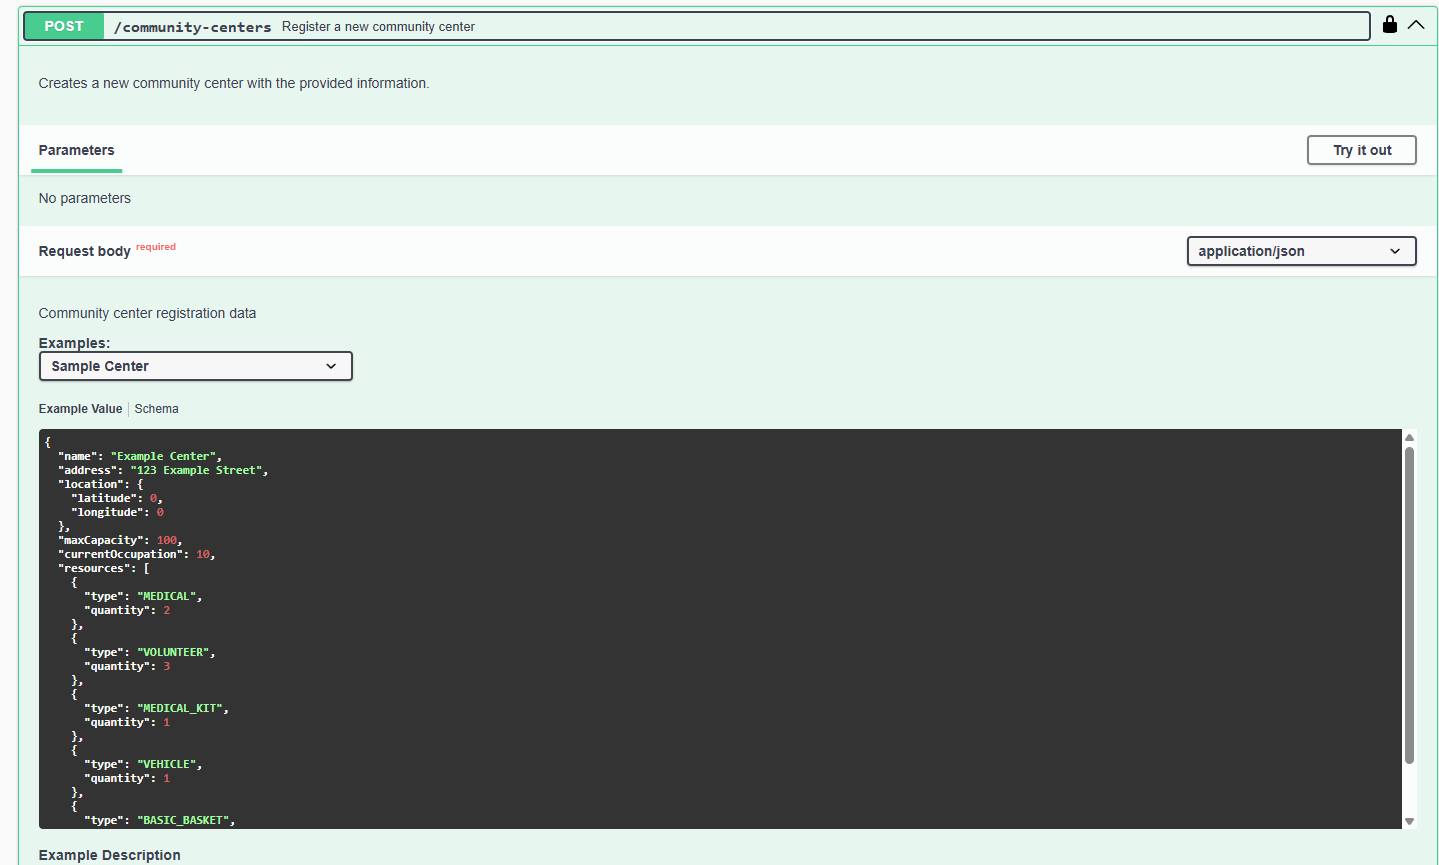 POST /community-centers Register a new community center
Creates a new community center with the provided information.
Parameters
Try it out
No parameters
Request body required
application/json
Community center registration data
Examples:
Sample Center
Example Value Schema
{
  "name": "Example Center",
  "address": "123 Example Street",
  "location": {
    "latitude": 0,
    "longitude": 0
  },
  "maxCapacity": 100,
  "currentOccupation": 10,
  "resources": [
    {
      "type": "MEDICAL",
      "quantity": 2
    },
    {
      "type": "VOLUNTEER",
      "quantity": 3
    },
    {
      "type": "MEDICAL_KIT",
      "quantity": 1
    },
    {
      "type": "VEHICLE",
      "quantity": 1
    },
    {
      "type": "BASIC_BASKET",
Example Description